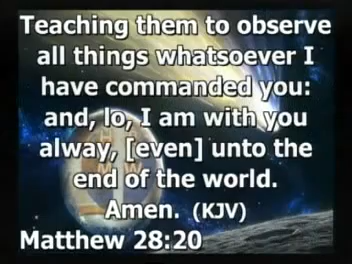 Teaching them to observe
all things whatsoever I
have commanded you:
and, lo, I am with you
alway, [even] unto the
end of the world.
Amen. (KJV)
Matthew 28:20
H
M W